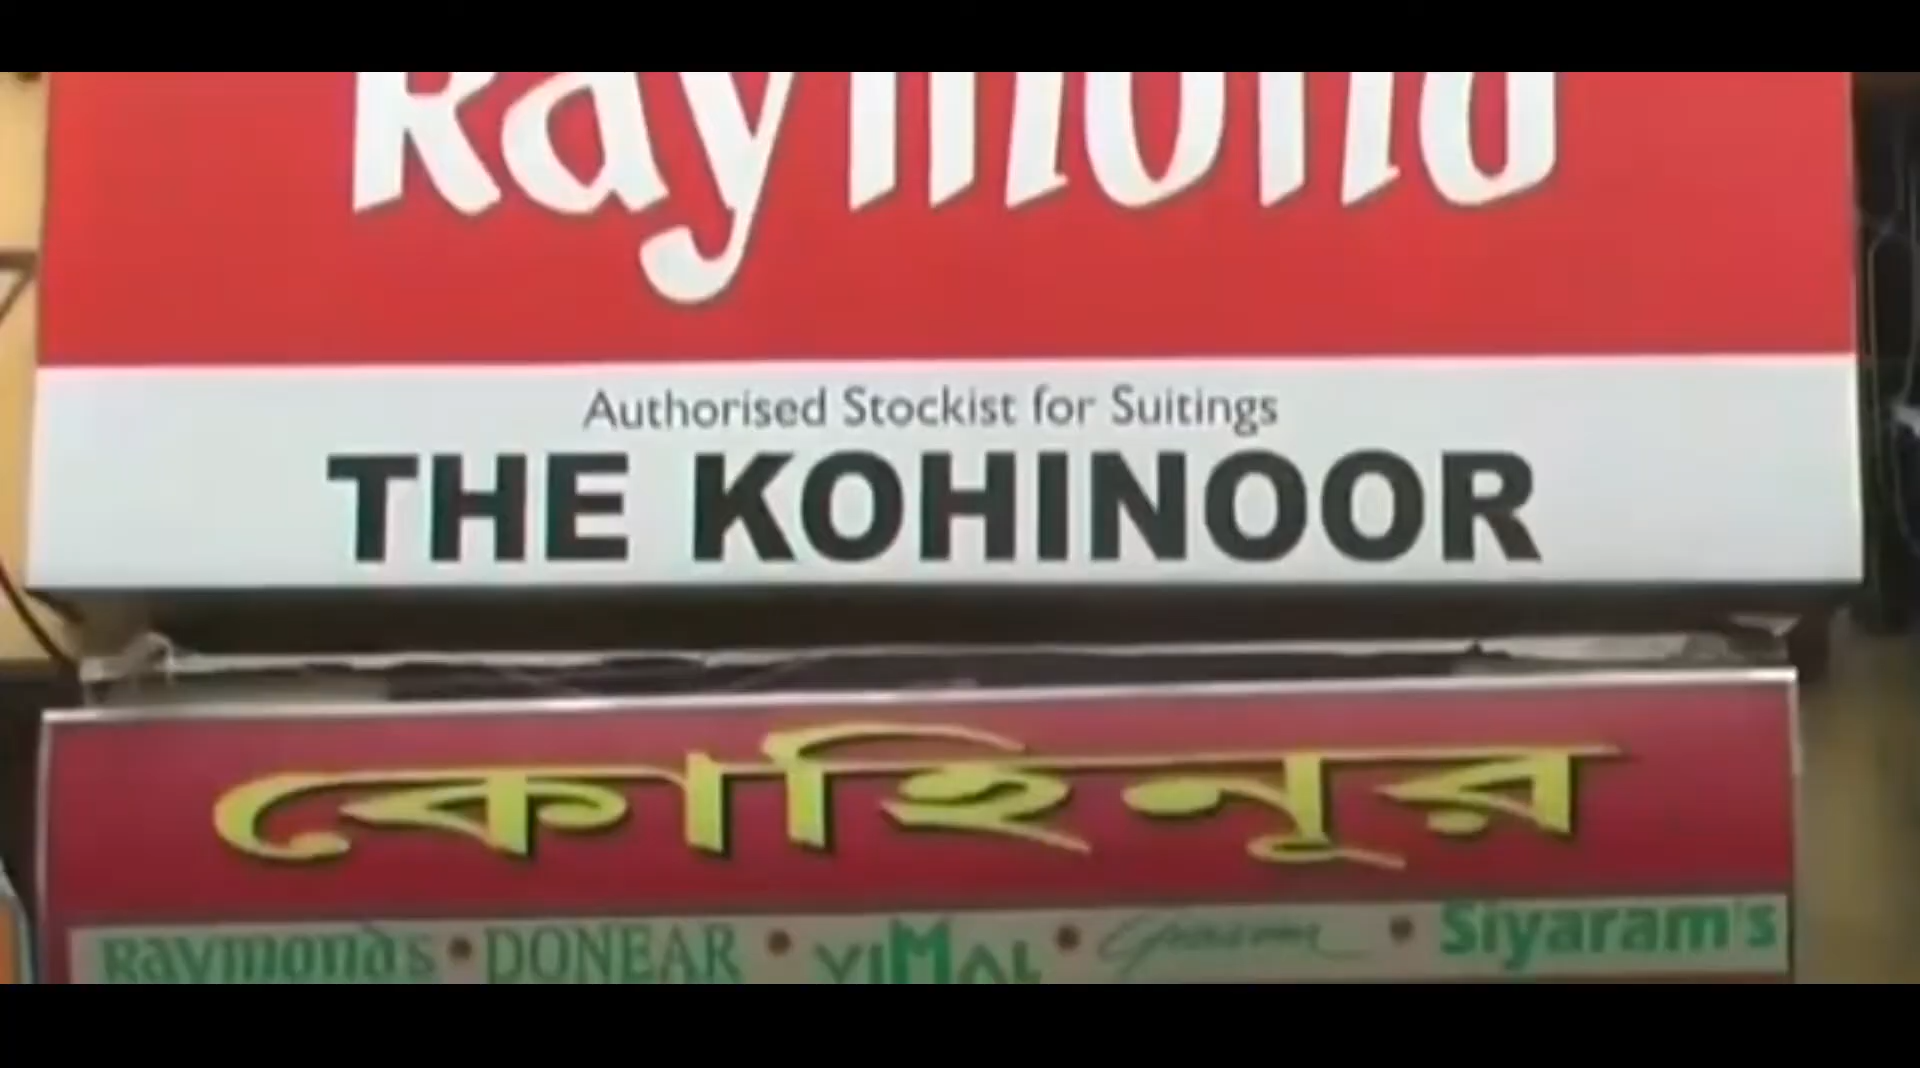 Raymond
Authorised Stockist for Suitings
THE KOHINOOR
কোহিনুর
Raymond's • DONEAR • VIMAL • • Siyaram's